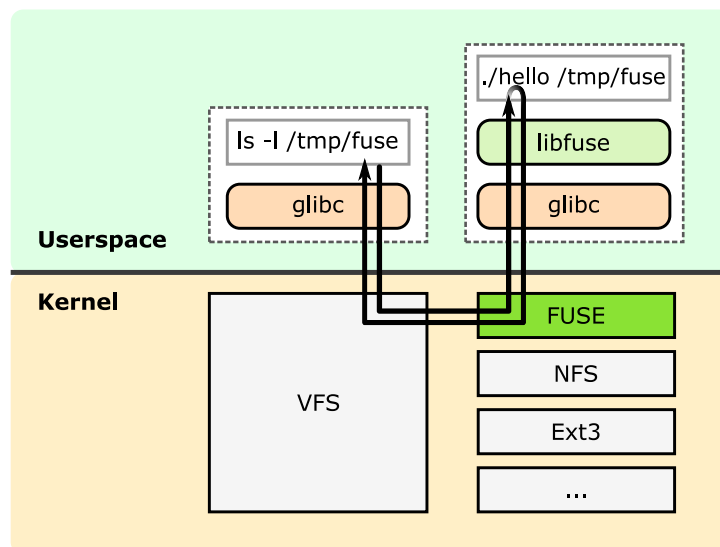 ./hello /tmp/fuse
ls -l /tmp/fuse
libfuse
glibc
glibc
Userspace
Kernel
FUSE
VFS
NFS
Ext3
...